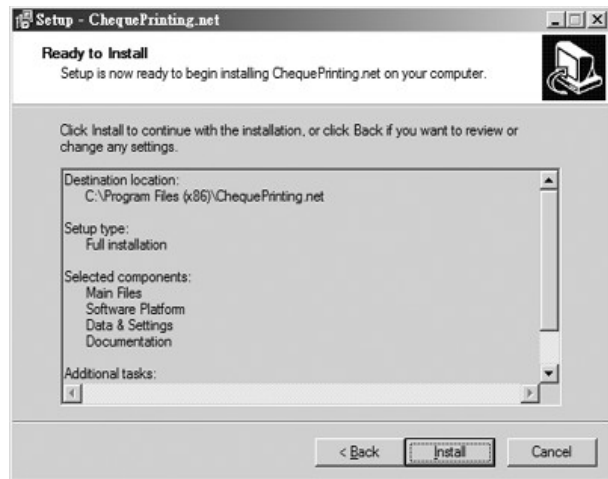 Setup - ChequePrinting.net
Ready to Install
Setup is now ready to begin installing ChequePrinting.net on your computer.
Click Install to continue with the installation, or click Back if you want to review or
change any settings.
Destination location:
C:\Program Files (x86)\ChequePrinting.net
Setup type:
Full installation
Selected components:
Main Files
Software Platform
Data & Settings
Documentation
Additional tasks:
< Back
Install
Cancel